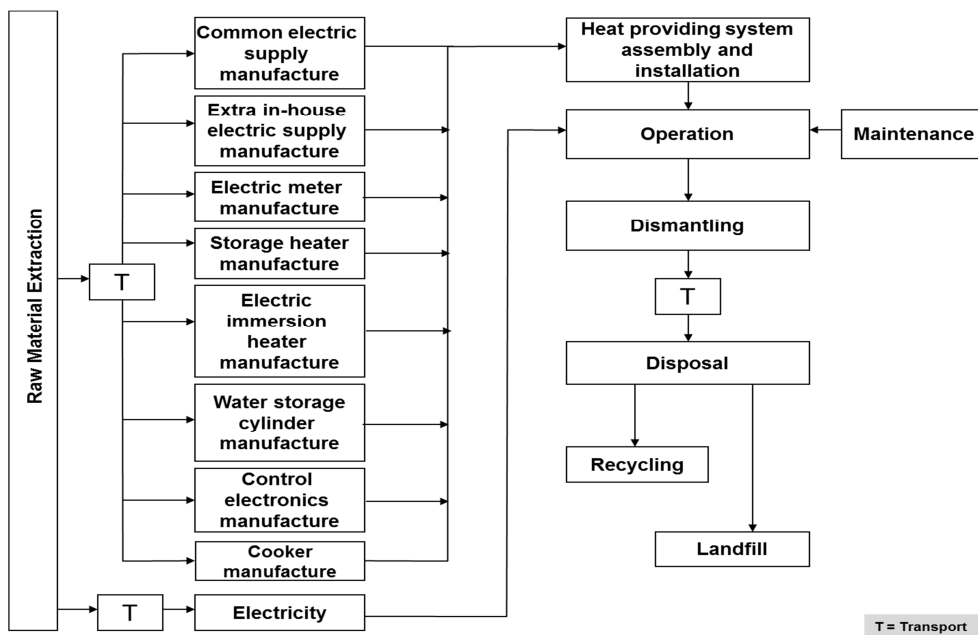 Raw Material Extraction
T
Common electric
supply
manufacture
Extra in-house
electric supply
manufacture
Electric meter
manufacture
Storage heater
manufacture
Electric
immersion
heater
manufacture
Water storage
cylinder
manufacture
Control
electronics
manufacture
Cooker
manufacture
T
Electricity
Heat providing system
assembly and
installation
Operation
Maintenance
Dismantling
T
Disposal
Recycling
Landfill
T = Transport